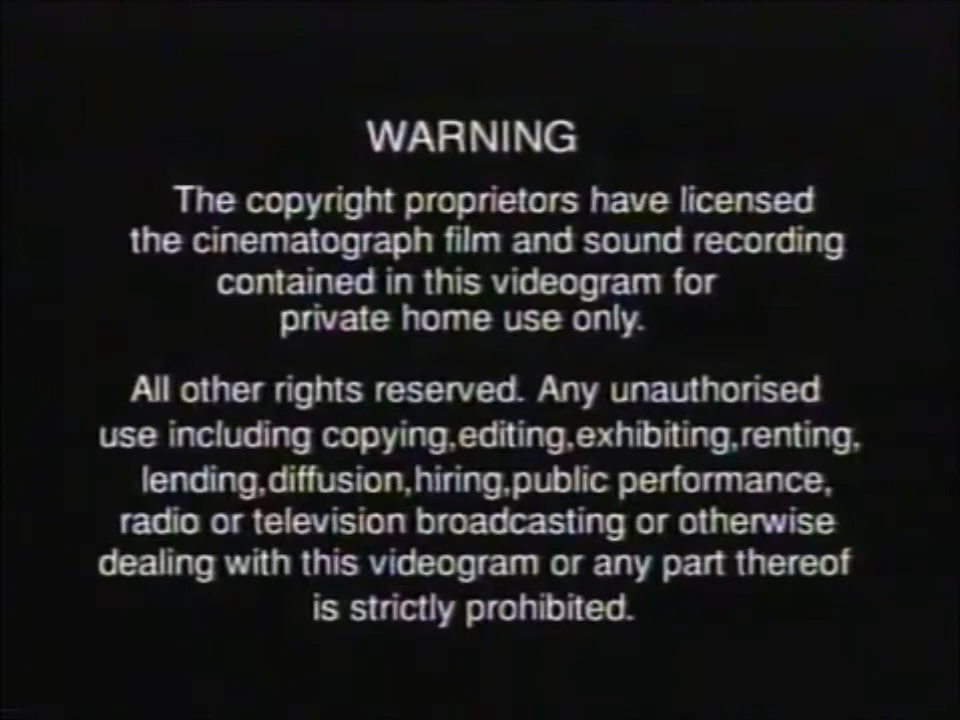 WARNING
The copyright proprietors have licensed
the cinematograph film and sound recording
contained in this videogram for
private home use only.
All other rights reserved. Any unauthorised
use including copying,editing,exhibiting,renting,
lending,diffusion,hiring,public performance,
radio or television broadcasting or otherwise
dealing with this videogram or any part thereof
is strictly prohibited.